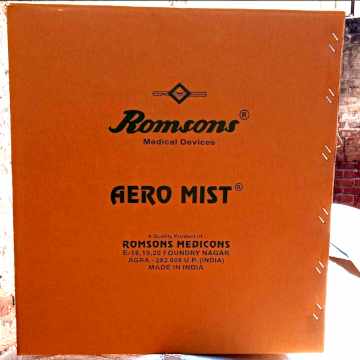 Romsons®
Medical Devices
AERO MIST®
A Quality Product of :
ROMSONS MEDICONS
E-18,19,20 FOUNDRY NAGAR
AGRA - 282 006 U.P.(INDIA)
MADE IN INDIA